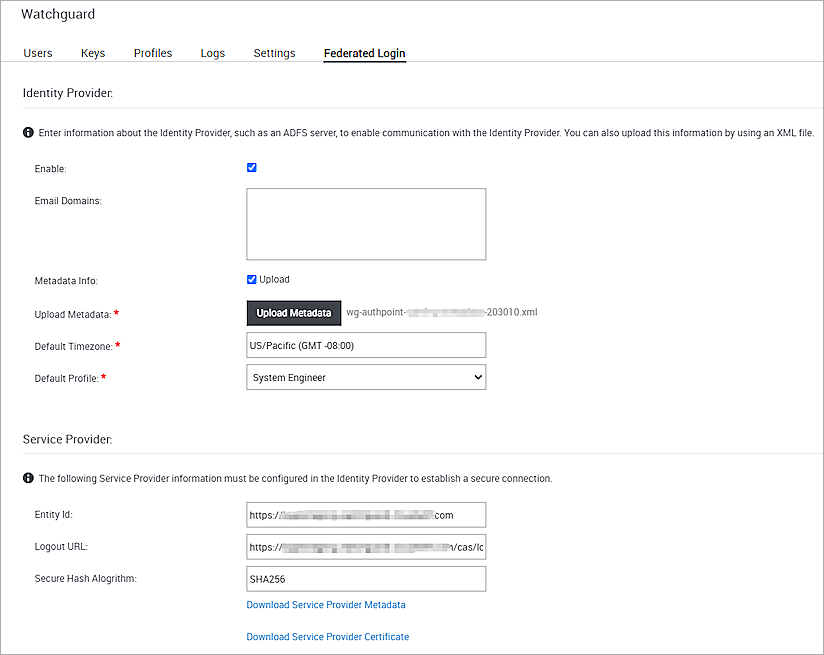 Watchguard
Users Keys Profiles Logs Settings Federated Login
Identity Provider:
Enter information about the Identity Provider, such as an ADFS server, to enable communication with the Identity Provider. You can also upload this information by using an XML file.
Enable:
Email Domains:
Metadata Info: Upload
Upload Metadata: * Upload Metadata wg-authpoint- -203010.xml
Default Timezone: * US/Pacific (GMT -08:00)
Default Profile: * System Engineer
Service Provider:
The following Service Provider information must be configured in the Identity Provider to establish a secure connection.
Entity Id: https:/ .com
Logout URL: https:/ /cas/lc
Secure Hash Alogrithm: SHA256
Download Service Provider Metadata
Download Service Provider Certificate